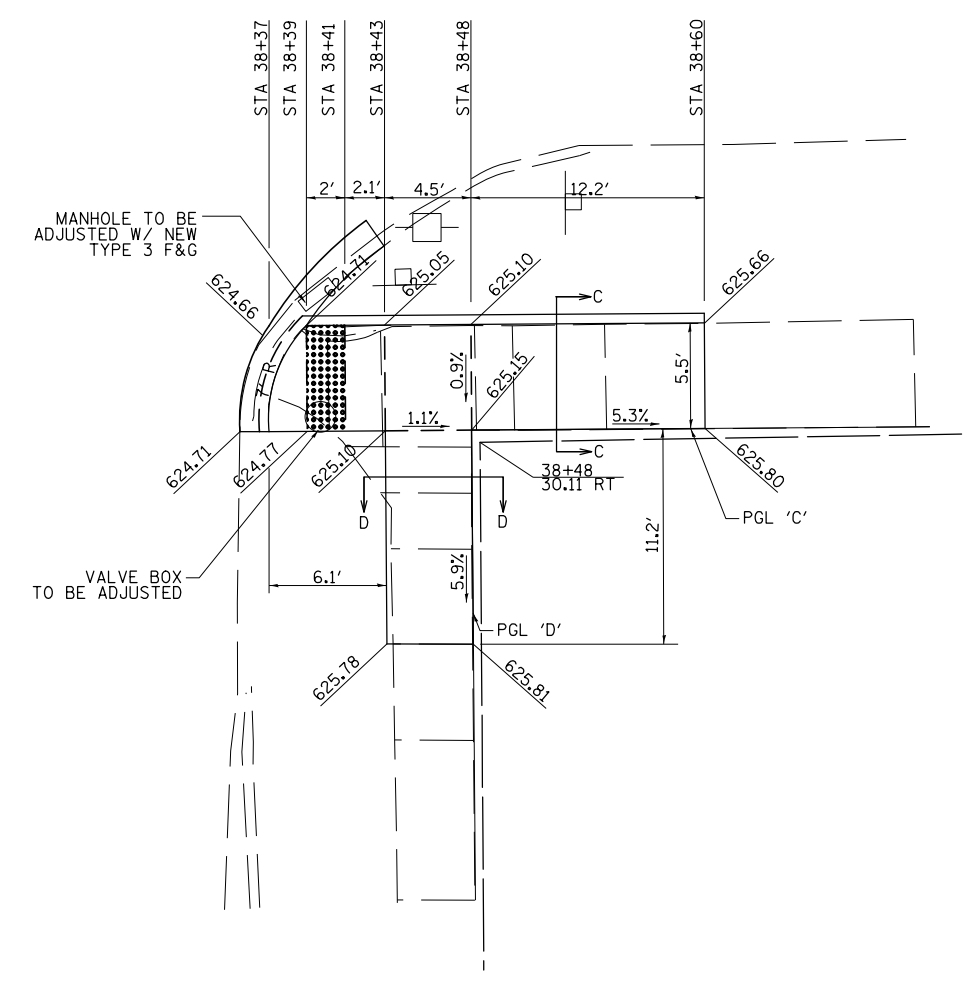 STA 38+37
STA 38+39
STA 38+41
STA 38+43
STA 38+48
STA 38+60
2'
2.1'
4.5'
12.2'
MANHOLE TO BE
ADJUSTED W/ NEW
TYPE 3 F&G
624.66
624.71
625.05
625.10
625.66
C
7'-R
0.9%
625.15
5.5'
1.1%
5.3%
624.71
624.77
625.10
C
38+48
30.11 RT
625.80
D
D
PGL 'C'
11.2'
VALVE BOX
TO BE ADJUSTED
6.1'
5.9%
PGL 'D'
625.78
625.81